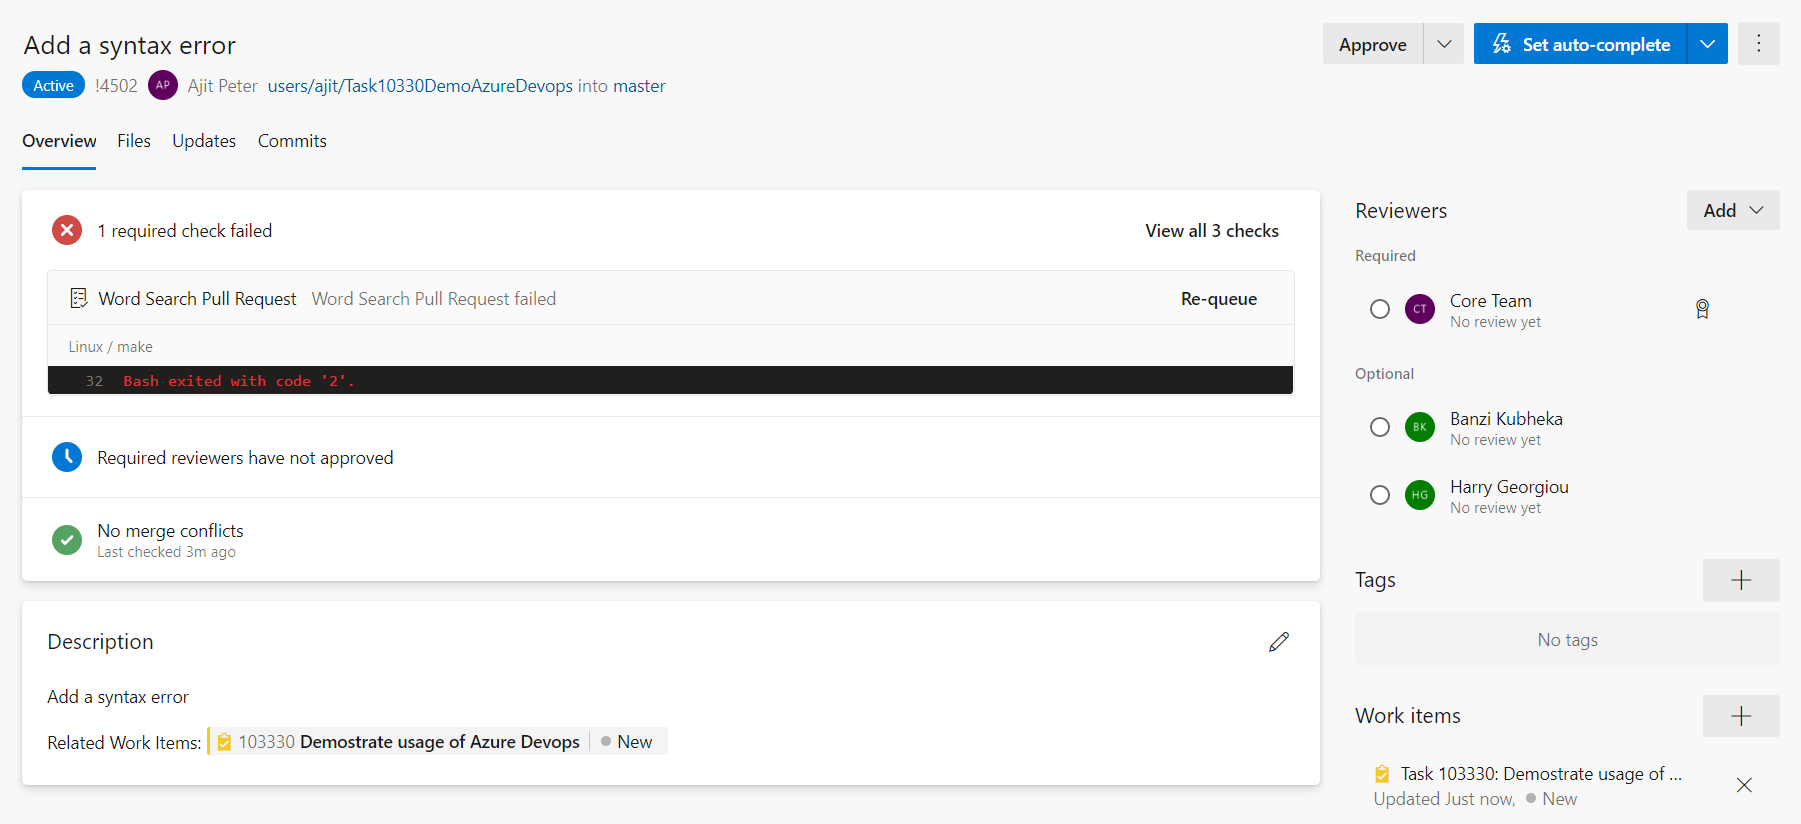 Add a syntax error
Approve
Set auto-complete
Active !4502 AP Ajit Peter users/ajit/Task10330DemoAzureDevops into master
Overview Files Updates Commits
1 required check failed
View all 3 checks
Word Search Pull Request Word Search Pull Request failed
Re-queue
Linux / make
32 Bash exited with code '2'.
Required reviewers have not approved
No merge conflicts
Last checked 3m ago
Description
Add a syntax error
Related Work Items: 103330 Demostrate usage of Azure Devops New
Reviewers
Add
Required
CT Core Team
No review yet
Optional
BK Banzi Kubheka
No review yet
HG Harry Georgiou
No review yet
Tags
No tags
Work items
Task 103330: Demostrate usage of ...
Updated Just now, New